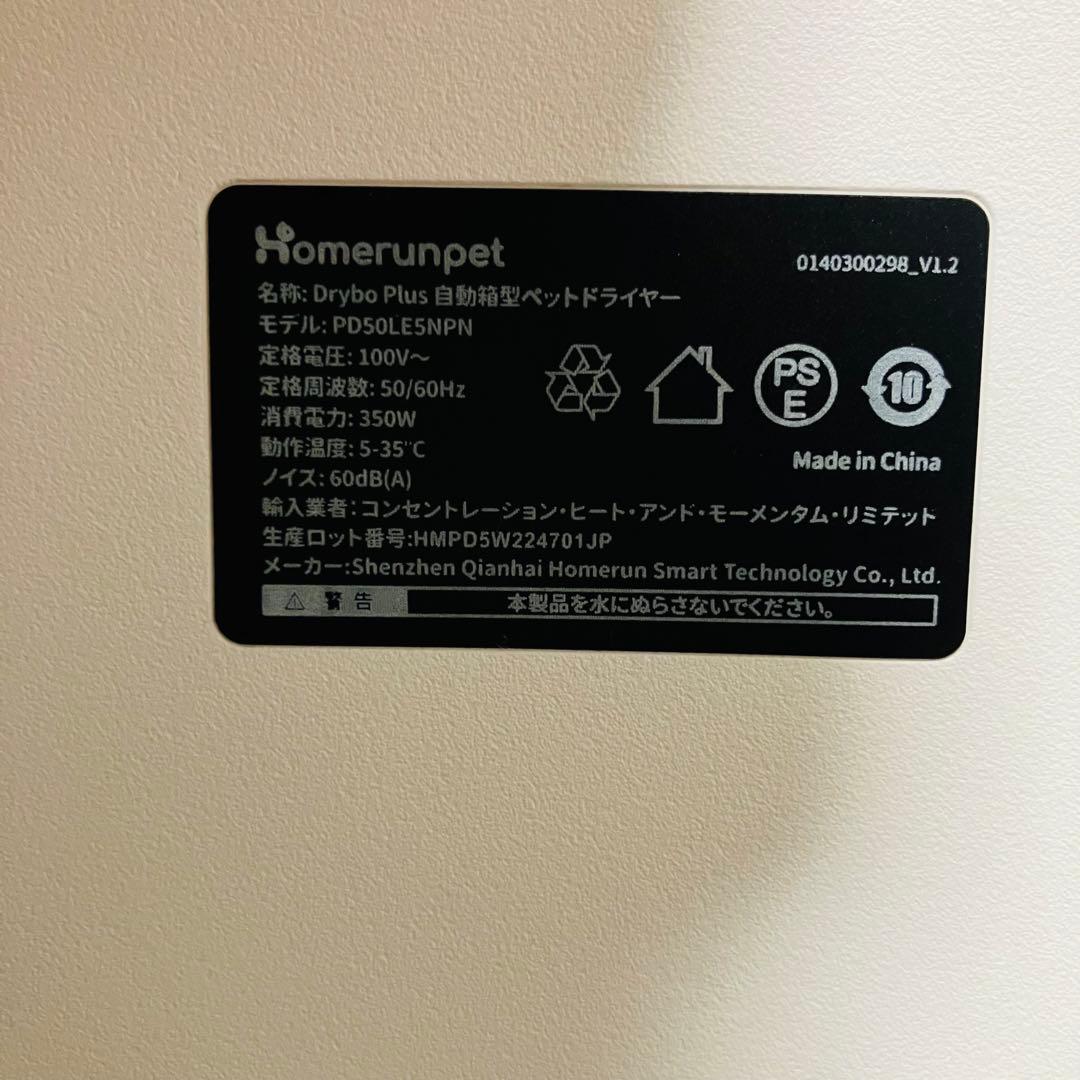 Homerunpet
0140300298_V1.2
名称: Drybo Plus 自動箱型ペットドライヤー
モデル: PD50LE5NPN
定格電圧: 100V～
定格周波数: 50/60Hz
消費電力: 350W
動作温度: 5-35℃
ノイズ: 60dB(A)
PS
E
10
Made in China
輸入業者：コンセントレーション・ヒート・アンド・モーメンタム・リミテッド
生産ロット番号:HMPD5W224701JP
メーカー:Shenzhen Qianhai Homerun Smart Technology Co., Ltd.
⚠ 警告 本製品を水にぬらさないでください。